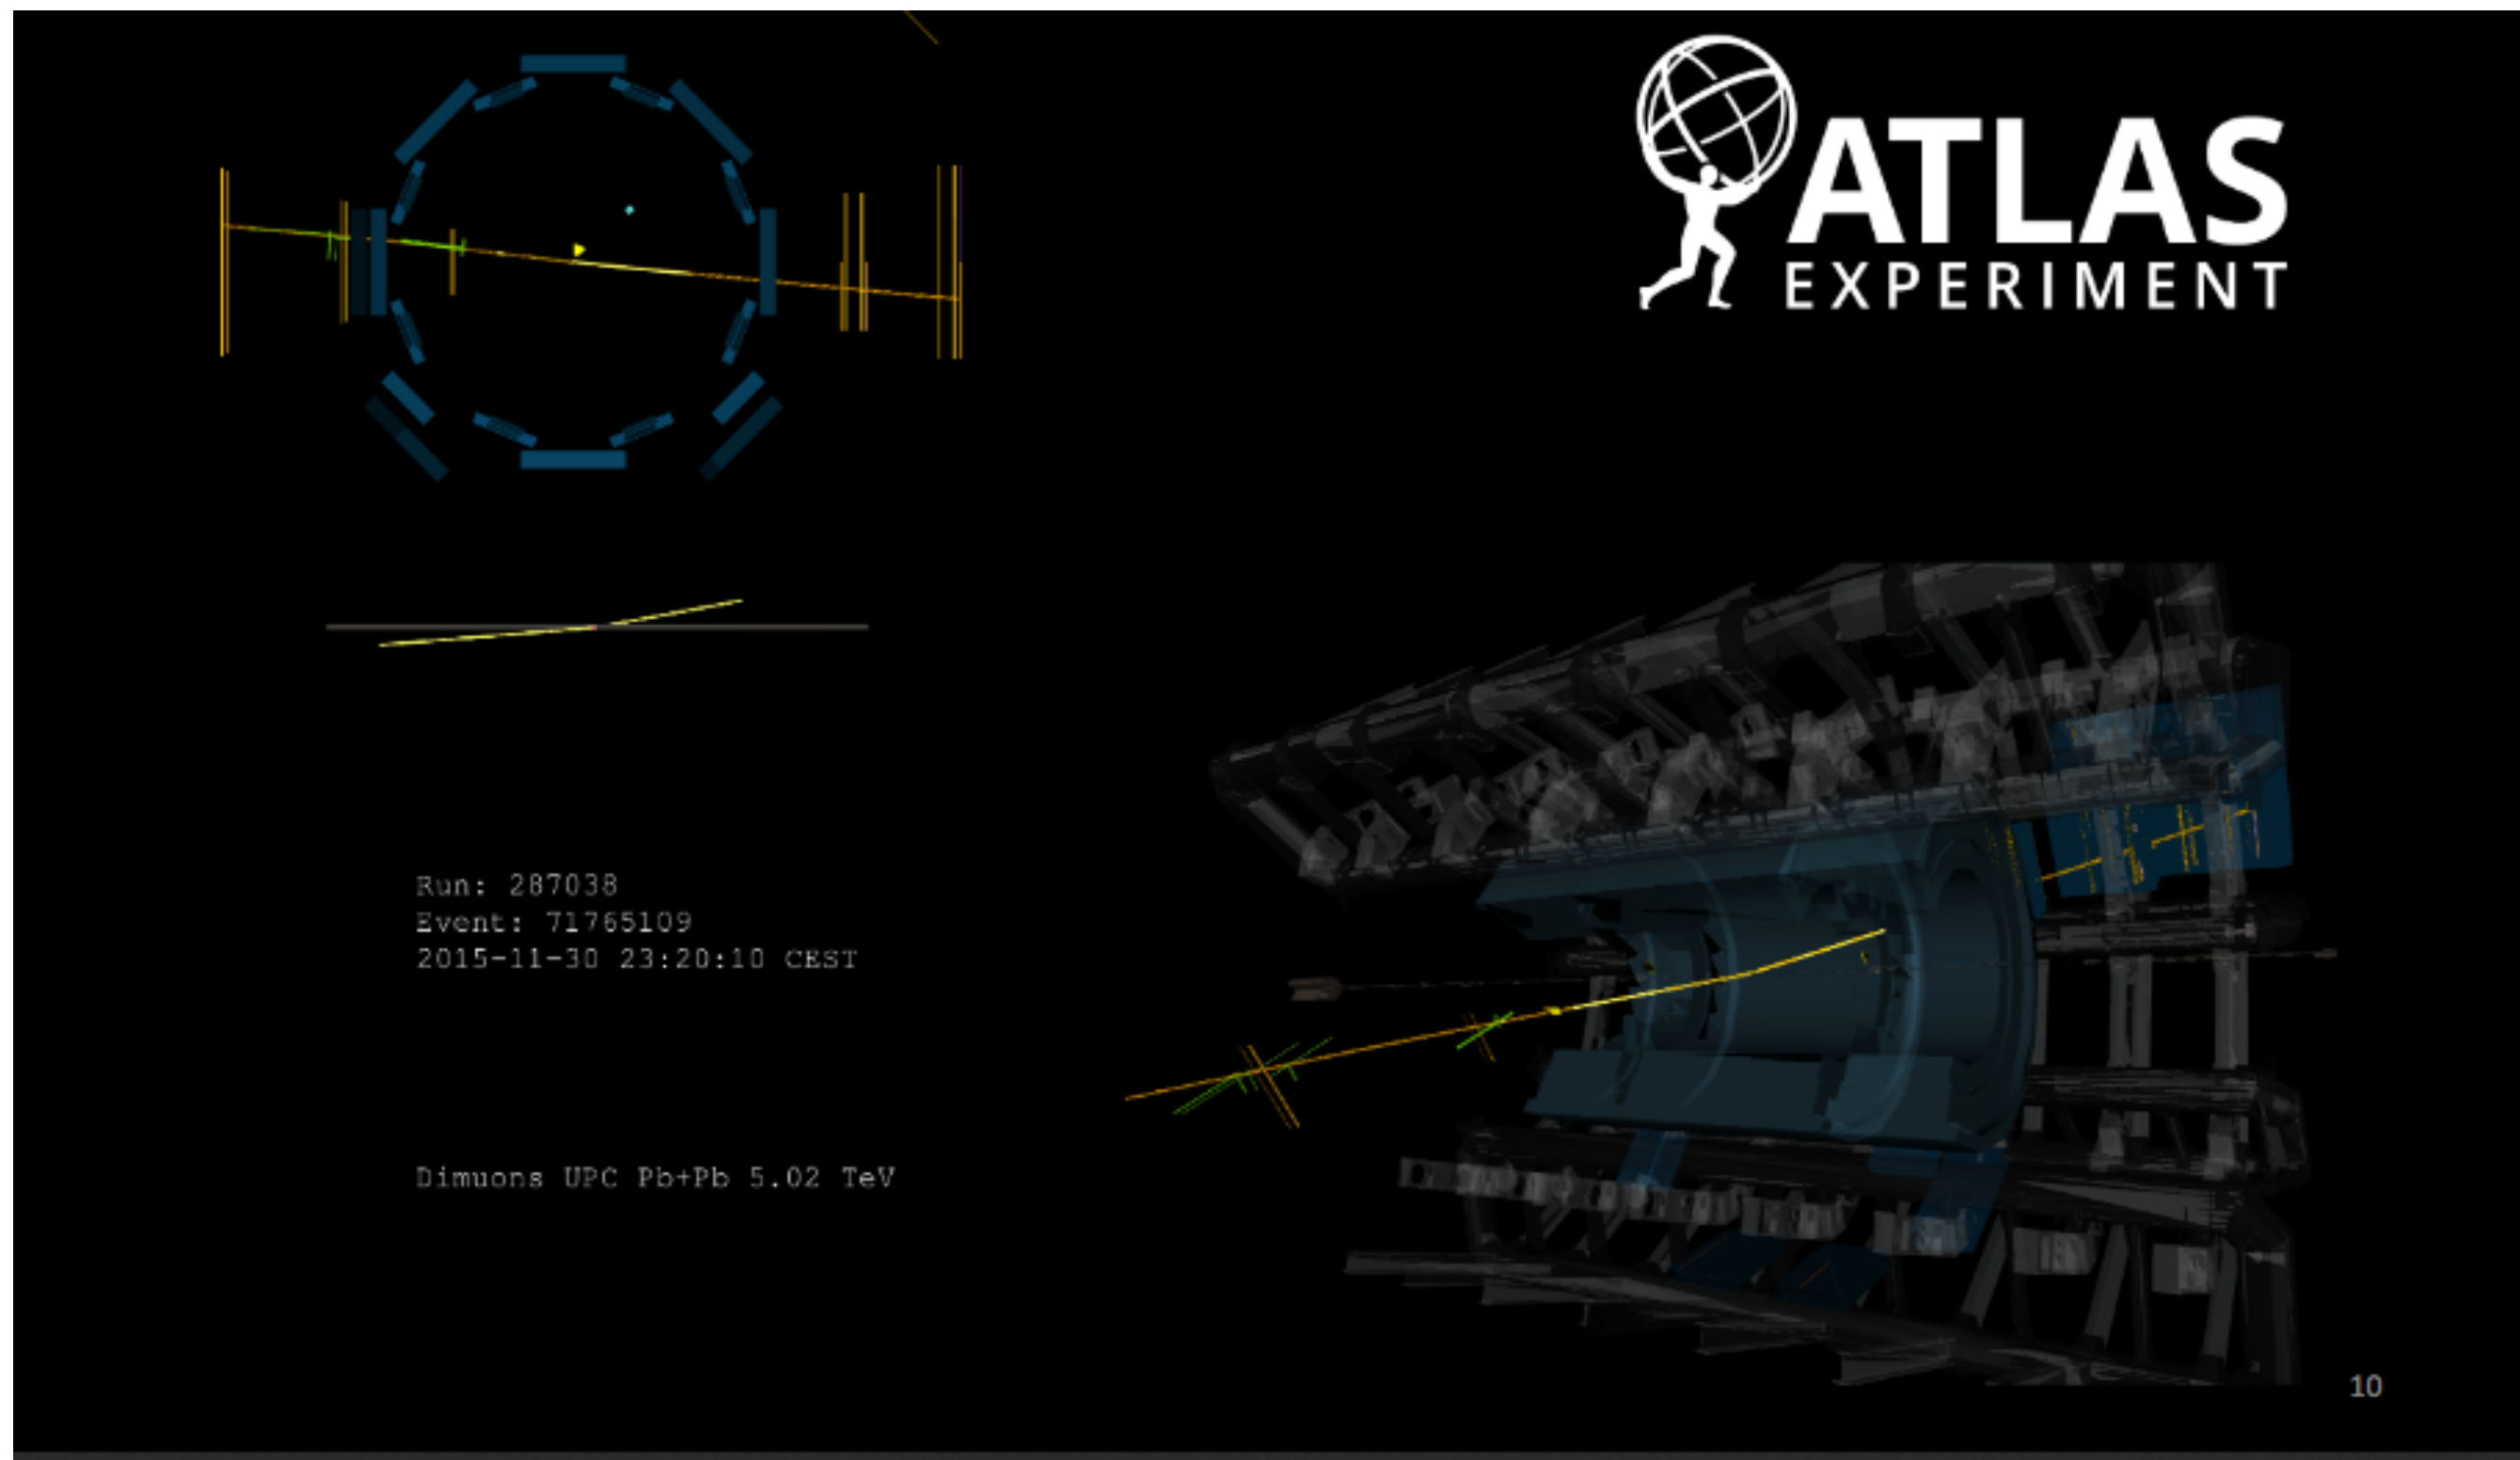 ATLAS
EXPERIMENT
Run: 287038
Event: 71765109
2015-11-30 23:20:10 CEST
Dimuons UPC Pb+Pb 5.02 TeV
10